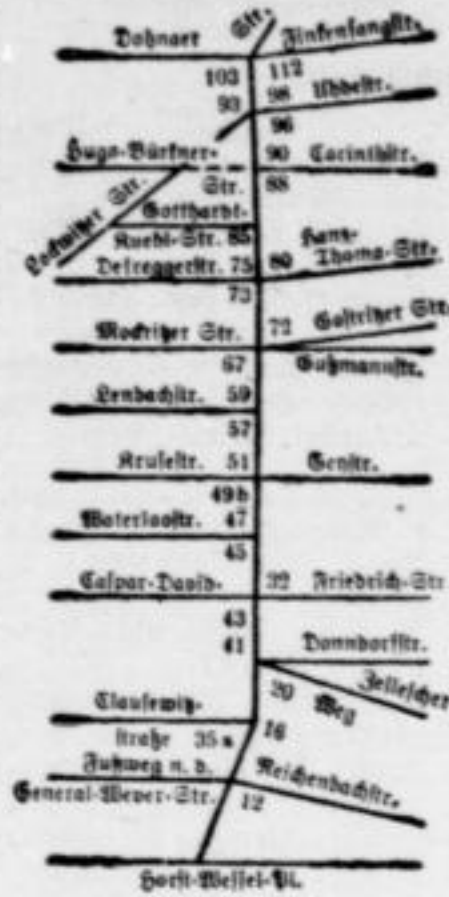 Dohnaer Str. Finkenfangstr.
103 112
93 98 Uhdestr.
96
Hugo-Bürkner- 90 Corinthstr.
Str. 88
Lockwitzer Str.
Gotthardt-
Kuehl-Str. 85 Hans-
Defreggerstr. 75 80 Thoma-Str.
73
Mockritzer Str. 72 Gostritzer Str.
67 Gußmannstr.
Lenbachstr. 59
57
Krusestr. 51 Genstr.
49b
Waterloostr. 47
45
Caspar-David- 32 Friedrich-Str
43
41 Donndorfstr.
20 Zellescher
Weg
Clausewitz- 16
straße 35a
Fußweg n. d. Reichenbachstr.
General-Wever-Str. 12
Horst-Wessel-Pl.